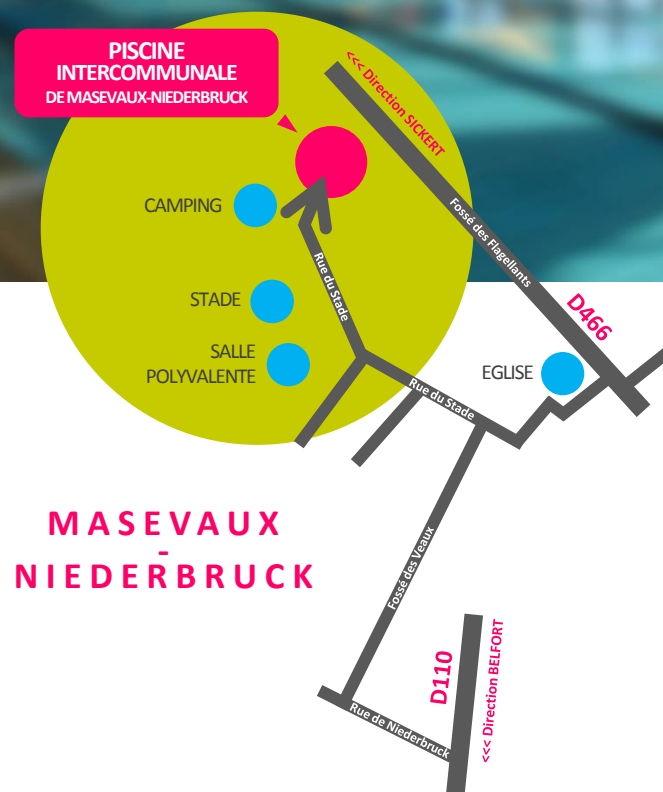 PISCINE
INTERCOMMUNALE
DE MASEVAUX-NIEDERBRUCK
<<< Direction SICKERT
CAMPING
Fossé des Flagellants
Rue du Stade
STADE
D466
SALLE
POLYVALENTE
EGLISE
Rue du Stade
MASEVAUX
-
NIEDERBRUCK
Fossé des Veaux
D110
<<< Direction BELFORT
Rue de Niederbruck